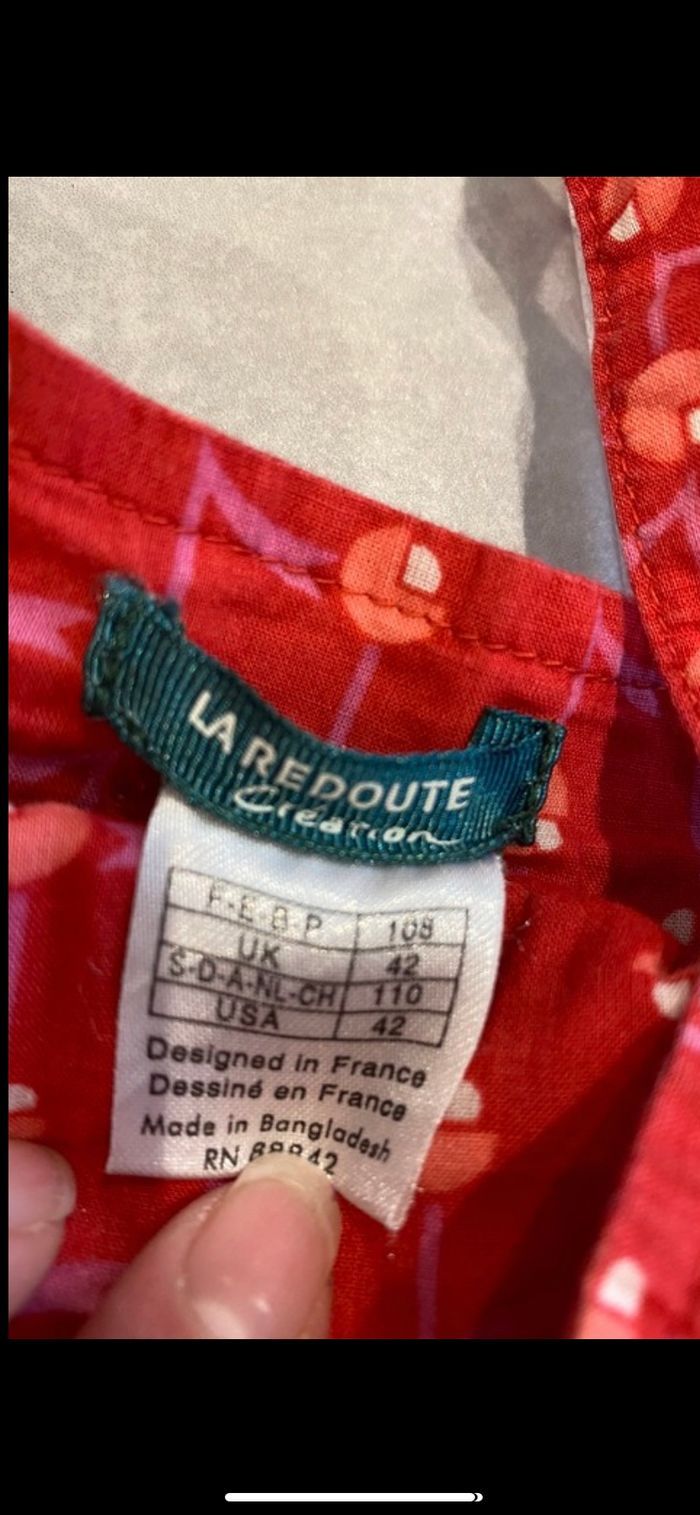 LA REDOUTE
Création
F-E-B-P 108
UK 42
S-D-A-NL-CH 110
USA 42
Designed in France
Dessiné en France
Made in Bangladesh
RN